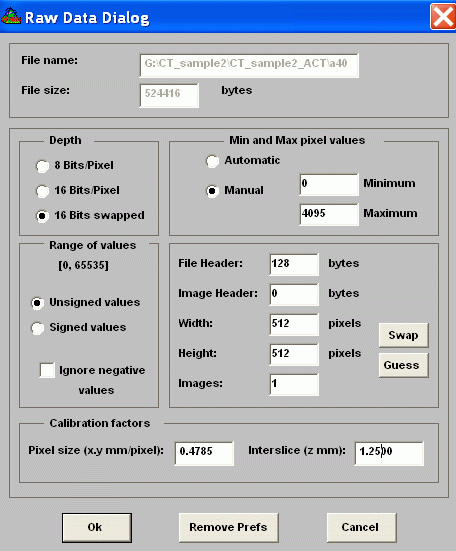 Raw Data Dialog
File name: G:\CT_sample2\CT_sample2_ACT\a40
File size: 524416 bytes
Depth
8 Bits/Pixel
16 Bits/Pixel
16 Bits swapped
Min and Max pixel values
Automatic
Manual 0 Minimum
4095 Maximum
Range of values
[0, 65535]
Unsigned values
Signed values
Ignore negative
values
File Header: 128 bytes
Image Header: 0 bytes
Width: 512 pixels
Height: 512 pixels
Images: 1
Swap
Guess
Calibration factors
Pixel size (x.y mm/pixel): 0.4785 Interslice (z mm): 1.2500
Ok Remove Prefs Cancel